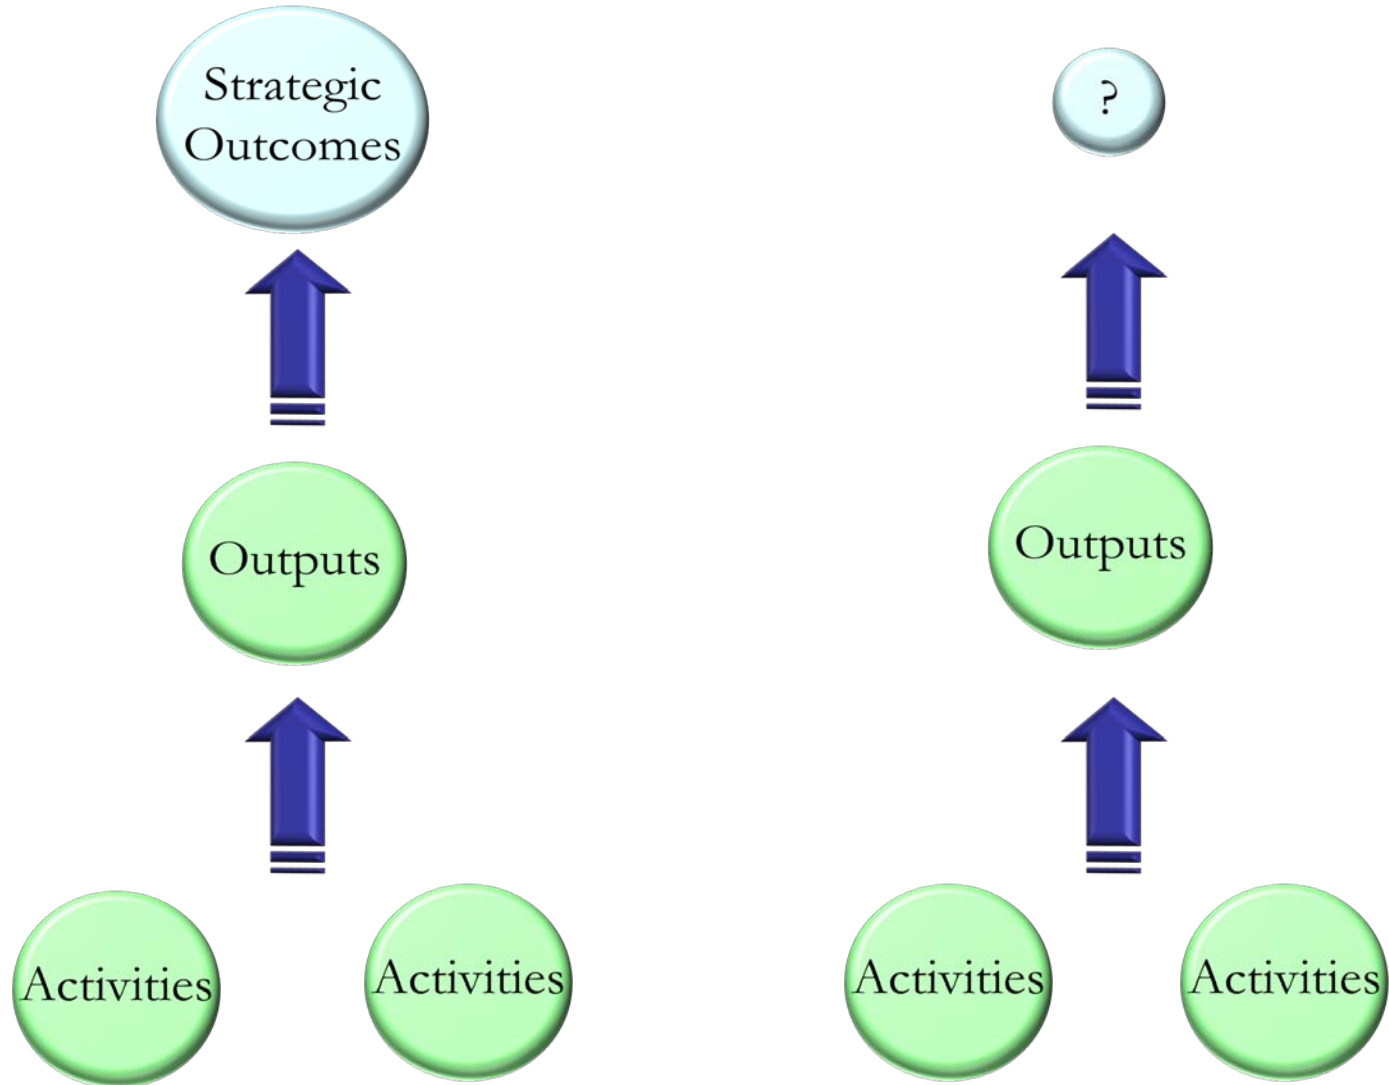 Strategic
Outcomes
?
Outputs
Outputs
Activities
Activities
Activities
Activities